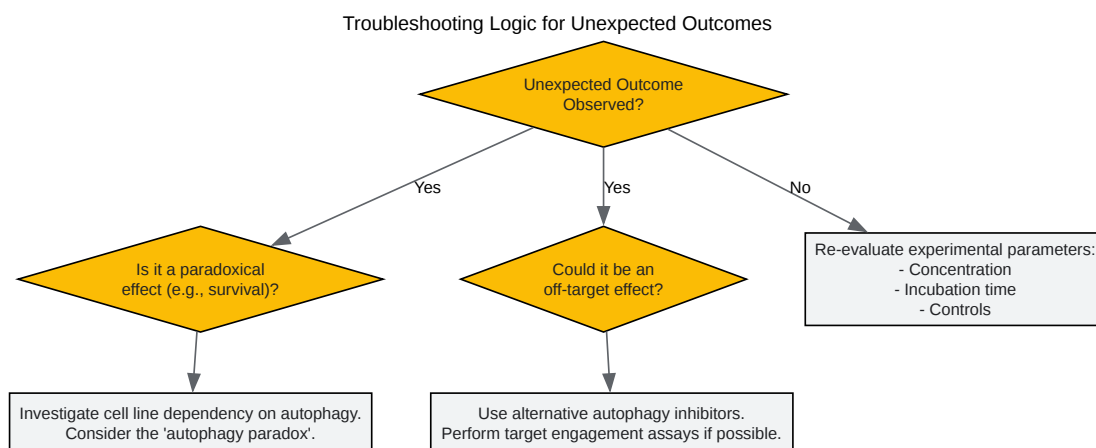 Troubleshooting Logic for Unexpected Outcomes
Unexpected Outcome
Observed?
Yes
Yes
No
Is it a paradoxical
effect (e.g., survival)?
Could it be an
off-target effect?
Re-evaluate experimental parameters:
- Concentration
- Incubation time
- Controls
Investigate cell line dependency on autophagy.
Consider the 'autophagy paradox'.
Use alternative autophagy inhibitors.
Perform target engagement assays if possible.